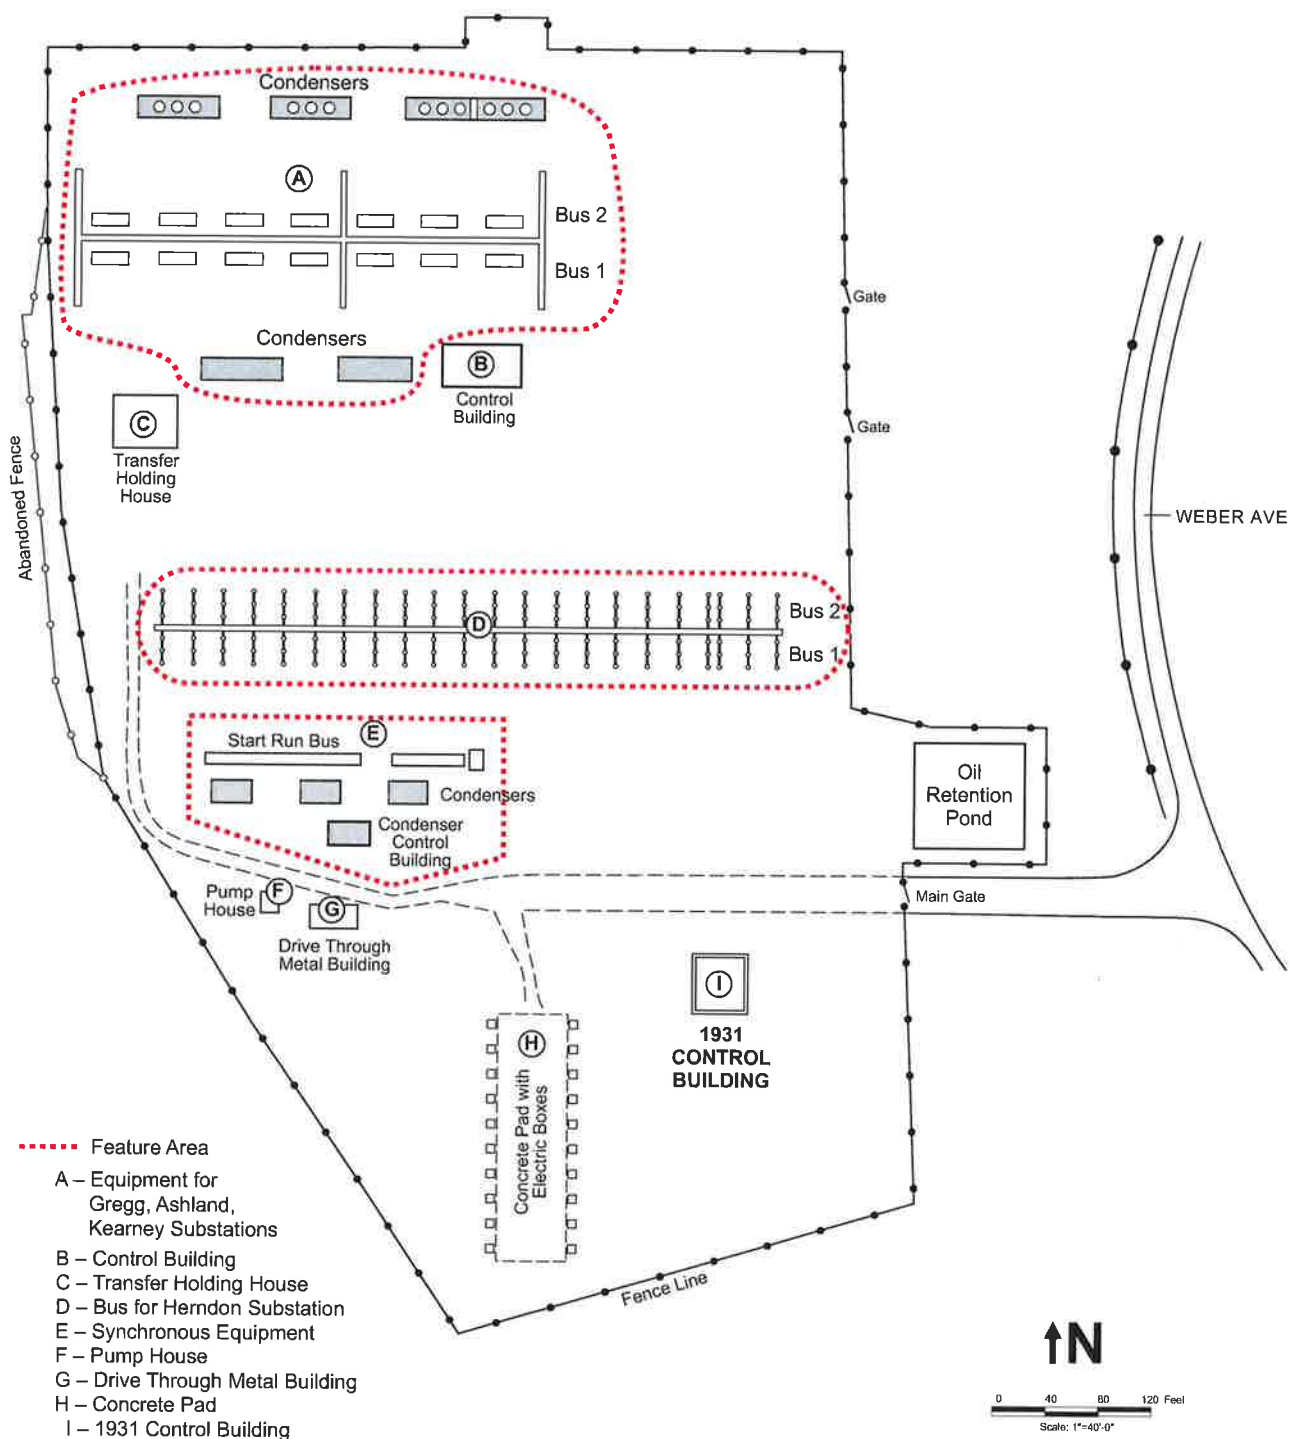 Condensers
A
Bus 2
Bus 1
Gate
Condensers
B
Control
Building
C
Transfer
Holding
House
Gate
Abandoned Fence
WEBER AVE
Bus 2
D
Bus 1
E
Start Run Bus
Condensers
Condenser
Control
Building
Oil
Retention
Pond
Pump
House
F
G
Drive Through
Metal Building
Main Gate
I
1931
CONTROL
BUILDING
H
Concrete Pad with
Electric Boxes
Fence Line
Feature Area
A – Equipment for
Gregg, Ashland,
Kearney Substations
B – Control Building
C – Transfer Holding House
D – Bus for Herndon Substation
E – Synchronous Equipment
F – Pump House
G – Drive Through Metal Building
H – Concrete Pad
I – 1931 Control Building
N
0 40 80 120 Feet
Scale: 1"=40'-0"